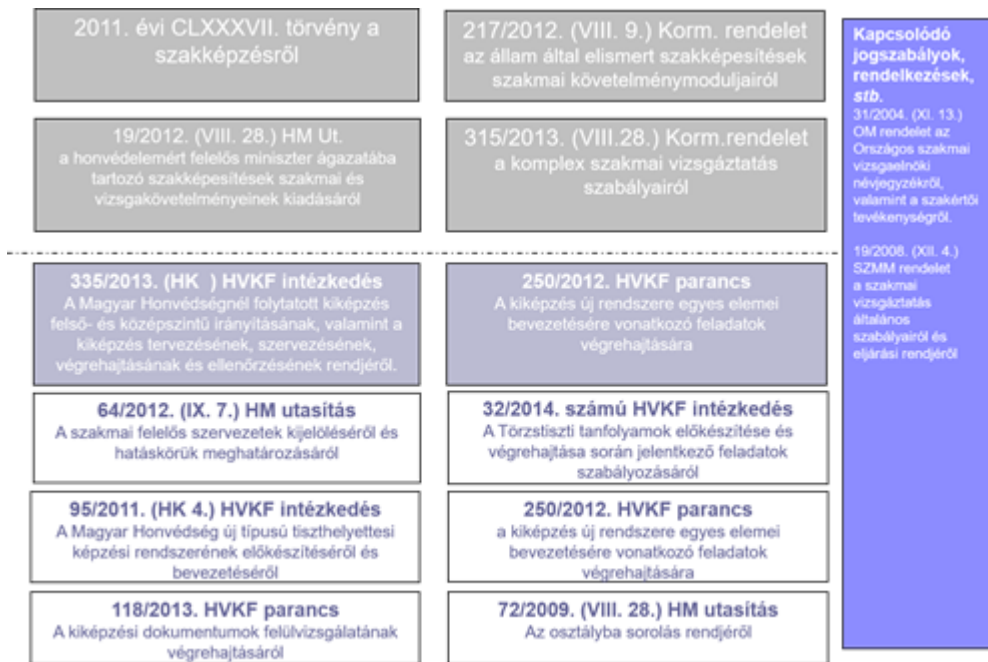 2011. évi CLXXXVII. törvény a
szakképzésről
217/2012. (VIII. 9.) Korm. rendelet
az állam által elismert szakképesítések
szakmai követelménymoduljairól
19/2012. (VIII. 28.) HM Ut.
a honvédelemért felelős miniszter ágazatába
tartozó szakképesítések szakmai és
vizsgakövetelményeinek kiadásáról
315/2013. (VIII.28.) Korm.rendelet
a komplex szakmai vizsgáztatás
szabályairól
335/2013. (HK ) HVKF intézkedés
A Magyar Honvédségnél folytatott kiképzés
felső- és középszintű irányításának, valamint a
kiképzés tervezésének, szervezésének,
végrehajtásának és ellenőrzésének rendjéről.
250/2012. HVKF parancs
A kiképzés új rendszere egyes elemei
bevezetésére vonatkozó feladatok
végrehajtására
64/2012. (IX. 7.) HM utasítás
A szakmai felelős szervezetek kijelöléséről és
hatáskörük meghatározásáról
32/2014. számú HVKF intézkedés
A Törzstiszti tanfolyamok előkészítése és
végrehajtása során jelentkező feladatok
szabályozásáról
95/2011. (HK 4.) HVKF intézkedés
A Magyar Honvédség új típusú tiszthelyettesi
képzési rendszerének előkészítéséről és
bevezetéséről
250/2012. HVKF parancs
a kiképzés új rendszere egyes elemei
bevezetésére vonatkozó feladatok
végrehajtására
118/2013. HVKF parancs
A kiképzési dokumentumok felülvizsgálatának
végrehajtásáról
72/2009. (VIII. 28.) HM utasítás
Az osztályba sorolás rendjéről
Kapcsolódó
jogszabályok,
rendelkezések,
stb.
31/2004. (XI. 13.)
OM rendelet az
Országos szakmai
vizsgaelnöki
névjegyzékről,
valamint a szakértői
tevékenységről.
19/2008. (XII. 4.)
SZMM rendelet
a szakmai
vizsgáztatás
általános
szabályairól és
eljárási rendjéről